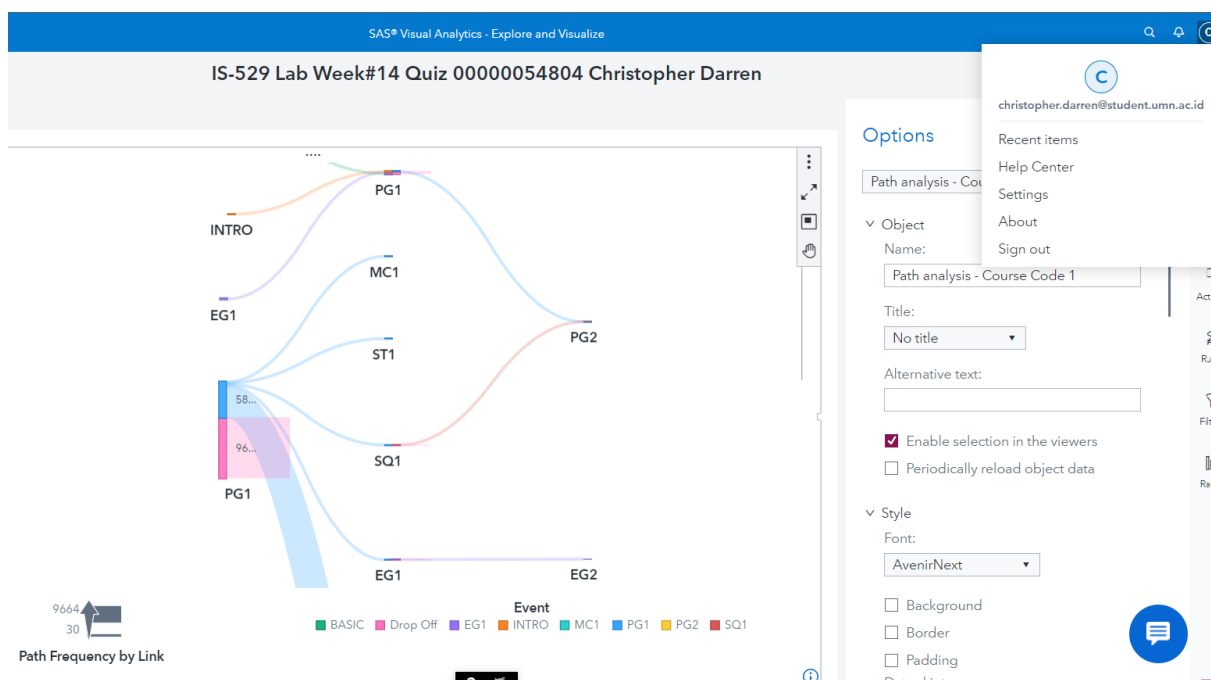 SAS® Visual Analytics - Explore and Visualize
IS-529 Lab Week#14 Quiz 00000054804 Christopher Darren
C
christopher.darren@student.umn.ac.id
Recent items
Help Center
Settings
About
Sign out
Options
Path analysis - Cou
Object
Name:
Path analysis - Course Code 1
Title:
No title
Alternative text:
Enable selection in the viewers
Periodically reload object data
Style
Font:
AvenirNext
Background
Border
Padding
....
PG1
INTRO
MC1
EG1
ST1
PG2
58...
96...
SQ1
PG1
EG1
EG2
9664
30
Path Frequency by Link
Event
BASIC Drop Off EG1 INTRO MC1 PG1 PG2 SQ1